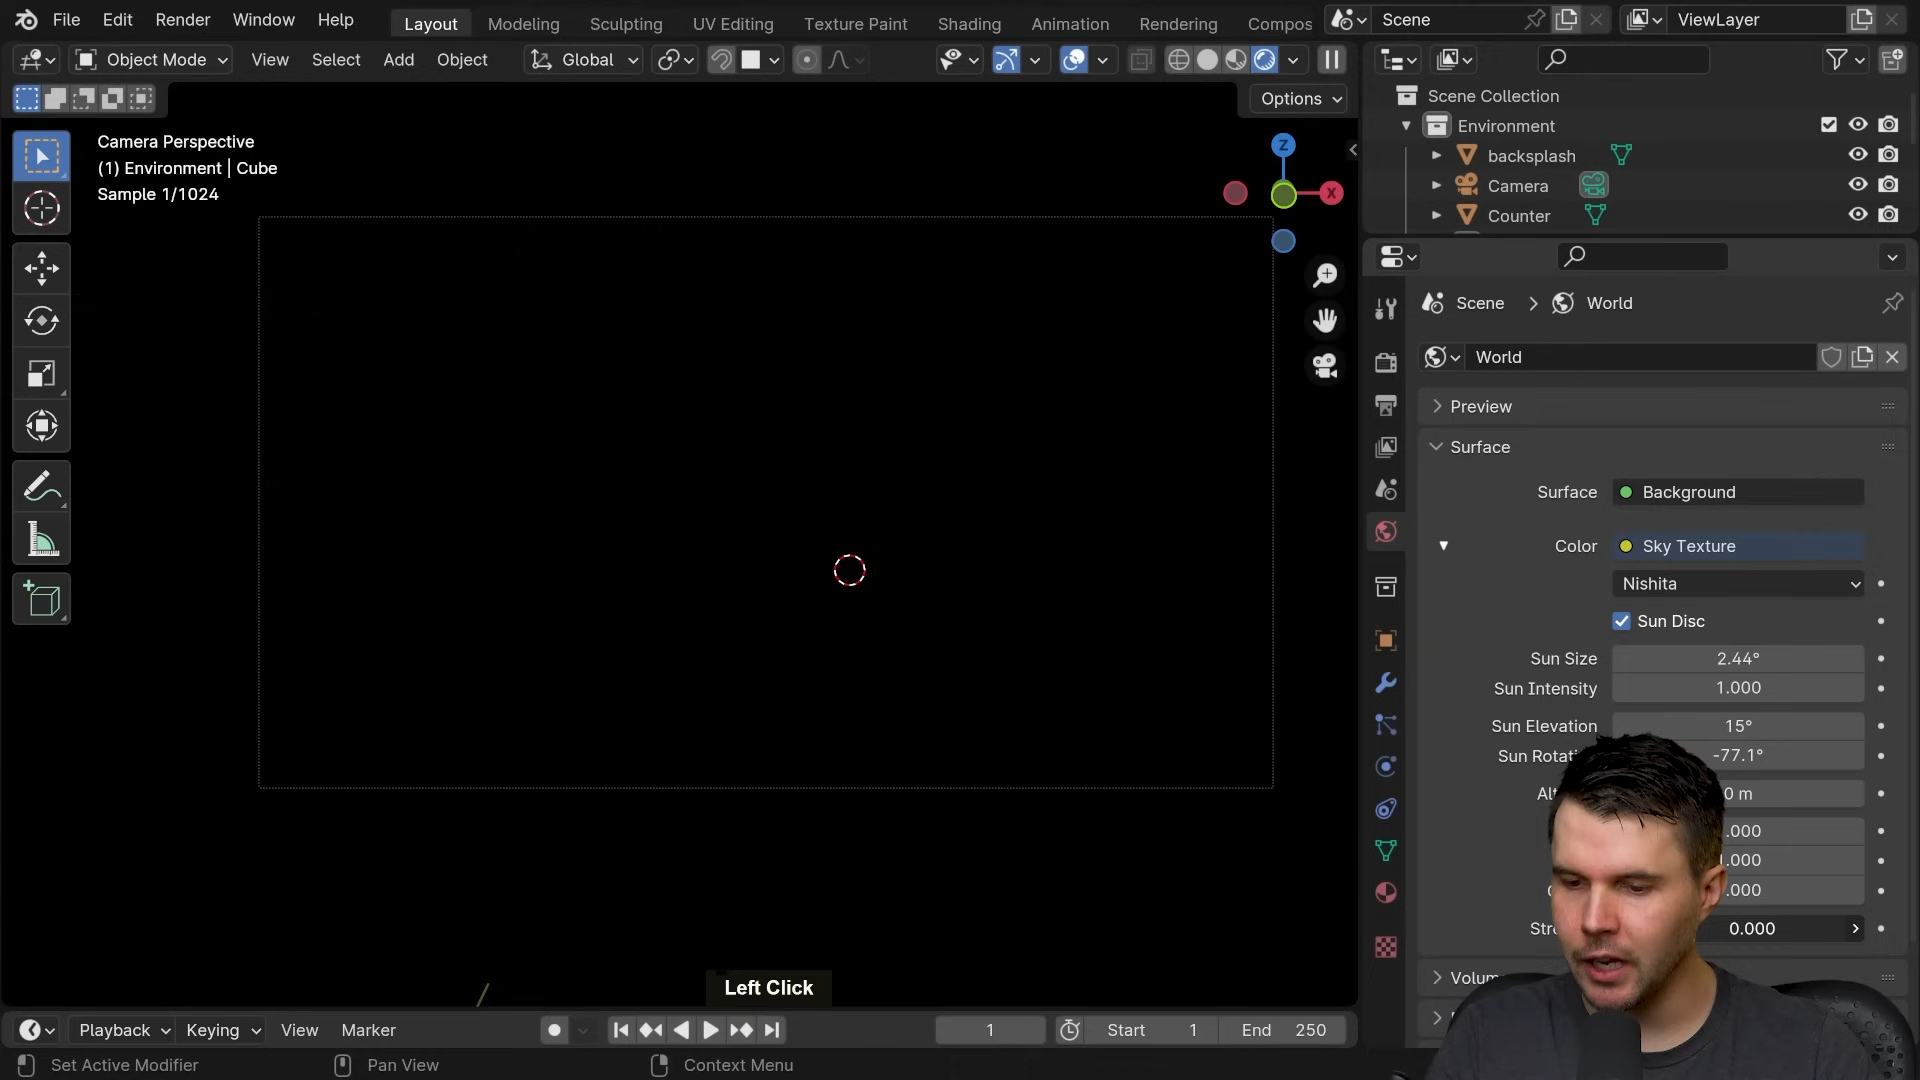 File Edit Render Window Help Layout Modeling Sculpting UV Editing Texture Paint Shading Animation Rendering Compos Scene ViewLayer
Object Mode View Select Add Object Global
Options
Camera Perspective
(1) Environment | Cube
Sample 1/1024
Z
X
Scene Collection
Environment
backsplash
Camera
Counter
Scene > World
World
Preview
Surface
Surface Background
Color Sky Texture
Nishita
Sun Disc
Sun Size 2.44°
Sun Intensity 1.000
Sun Elevation 15°
Sun Rotati -77.1°
Alt 0 m
.000
.000
.000
Stre 0.000
Volum
Left Click
Playback Keying View Marker 1 Start 1 End 250
Set Active Modifier Pan View Context Menu